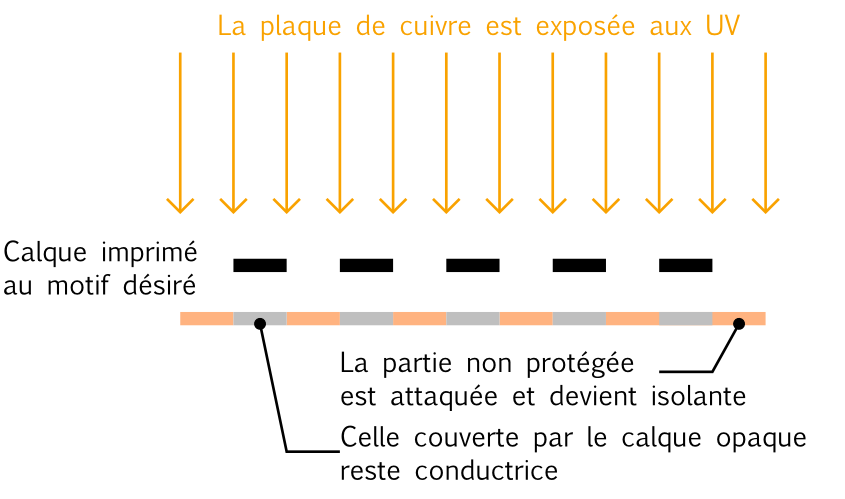 La plaque de cuivre est exposée aux UV
Calque imprimé
au motif désiré
La partie non protégée
est attaquée et devient isolante
Celle couverte par le calque opaque
reste conductrice